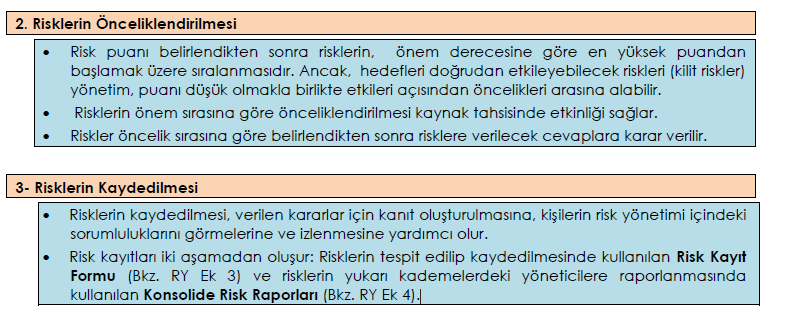 2. Risklerin Önceliklendirilmesi
• Risk puanı belirlendikten sonra risklerin, önem derecesine göre en yüksek puandan
başlamak üzere sıralanmasıdır. Ancak, hedefleri doğrudan etkileyebilecek riskleri (kilit riskler)
yönetim, puanı düşük olmakla birlikte etkileri açısından öncelikleri arasına alabilir.
• Risklerin önem sırasına göre önceliklendirilmesi kaynak tahsisinde etkinliği sağlar.
• Riskler öncelik sırasına göre belirlendikten sonra risklere verilecek cevaplara karar verilir.
3- Risklerin Kaydedilmesi
• Risklerin kaydedilmesi, verilen kararlar için kanıt oluşturulmasına, kişilerin risk yönetimi içindeki
sorumluluklarını görmelerine ve izlenmesine yardımcı olur.
• Risk kayıtları iki aşamadan oluşur: Risklerin tespit edilip kaydedilmesinde kullanılan Risk Kayıt
Formu (Bkz. RY Ek 3) ve risklerin yukarı kademelerdeki yöneticilere raporlanmasında
kullanılan Konsolide Risk Raporları (Bkz. RY Ek 4).